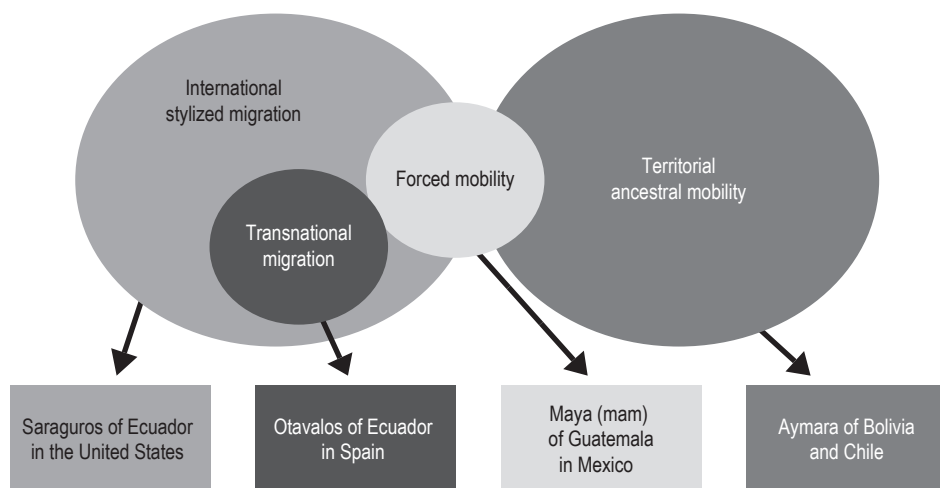 International
stylized migration
Forced mobility
Territorial
ancestral mobility
Transnational
migration
Saraguros of Ecuador
in the United States
Otavalos of Ecuador
in Spain
Maya (mam)
of Guatemala
in Mexico
Aymara of Bolivia
and Chile